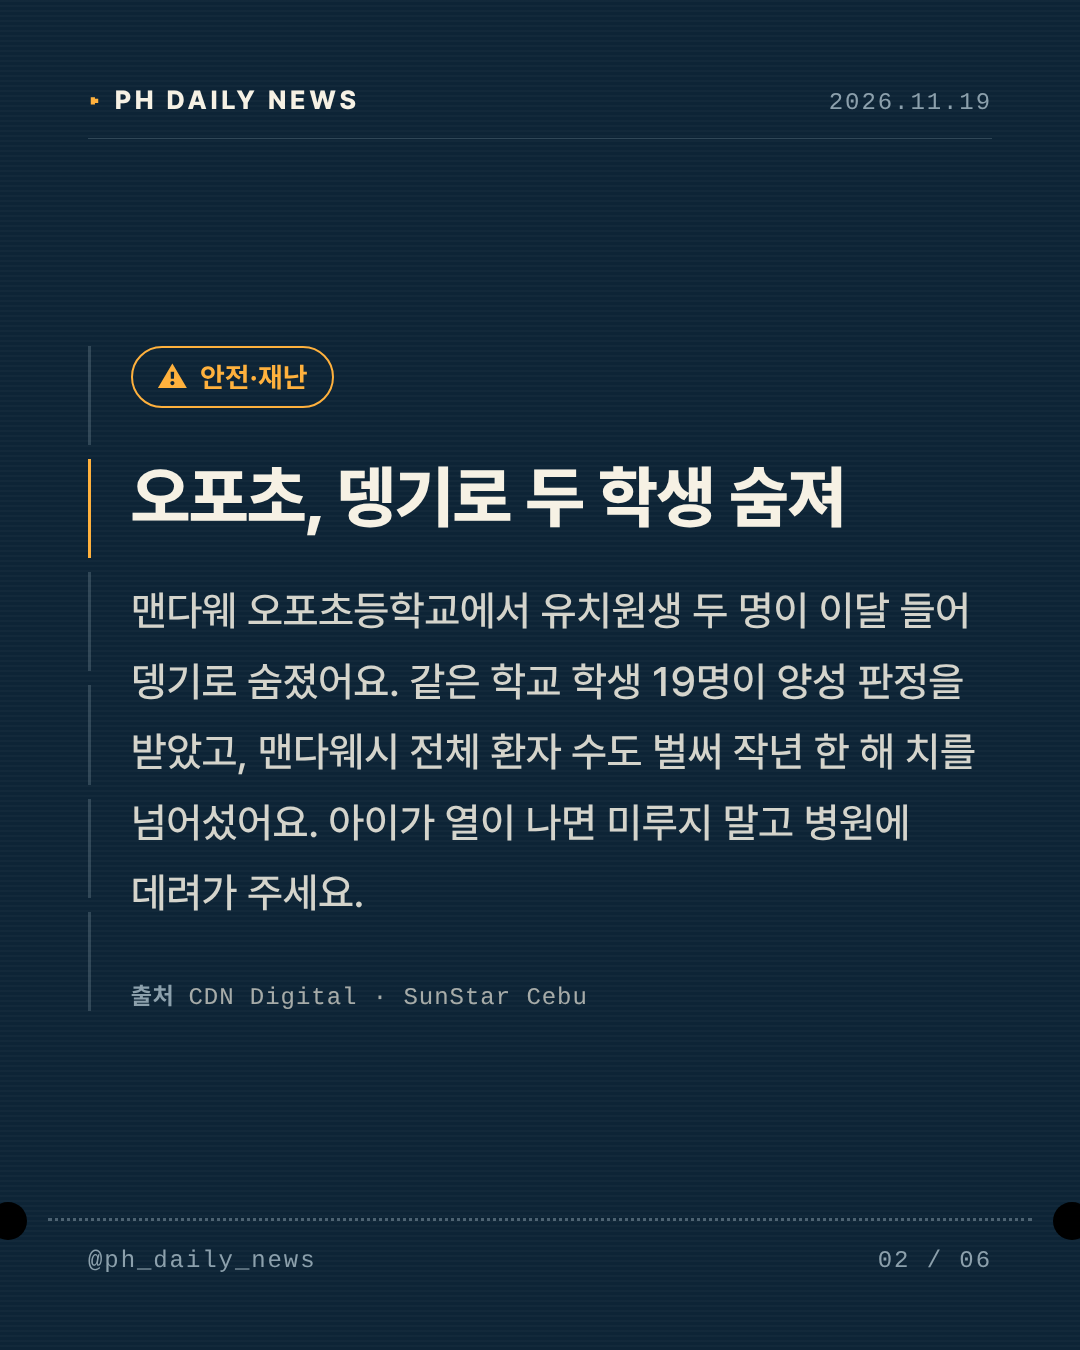 PH DAILY NEWS
2026.11.19
안전·재난
오포초, 뎅기로 두 학생 숨져
맨다웨 오포초등학교에서 유치원생 두 명이 이달 들어
뎅기로 숨졌어요. 같은 학교 학생 19명이 양성 판정을
받았고, 맨다웨시 전체 환자 수도 벌써 작년 한 해 치를
넘어섰어요. 아이가 열이 나면 미루지 말고 병원에
데려가 주세요.
출처 CDN Digital · SunStar Cebu
@ph_daily_news
02 / 06